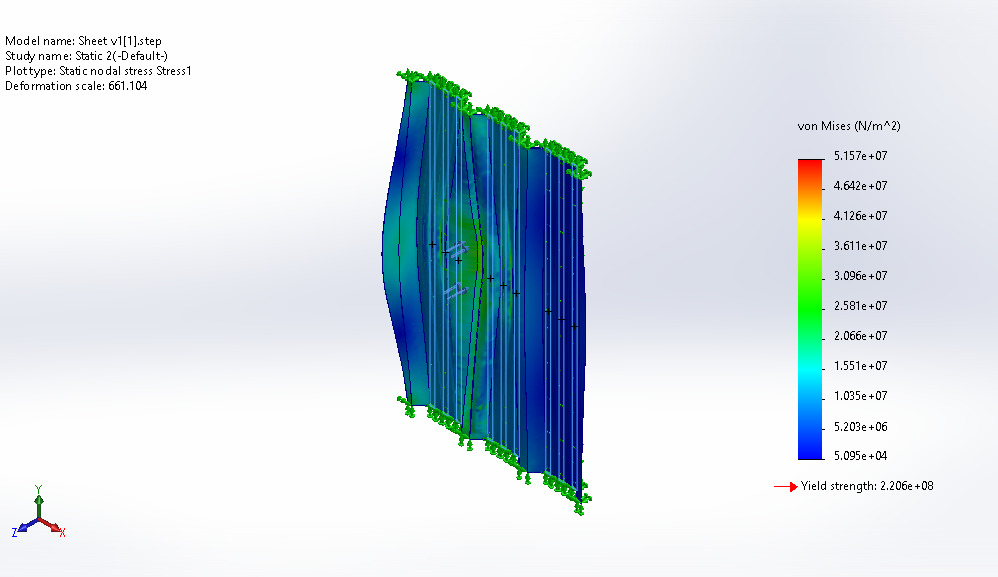 Model name: Sheet v1[1].step
Study name: Static 2(-Default-)
Plot type: Static nodal stress Stress1
Deformation scale: 661.104
von Mises (N/m^2)
5.157e+07
4.642e+07
4.126e+07
3.611e+07
3.096e+07
2.581e+07
2.066e+07
1.551e+07
1.035e+07
5.203e+06
5.095e+04
Yield strength: 2.206e+08
Y
Z
X